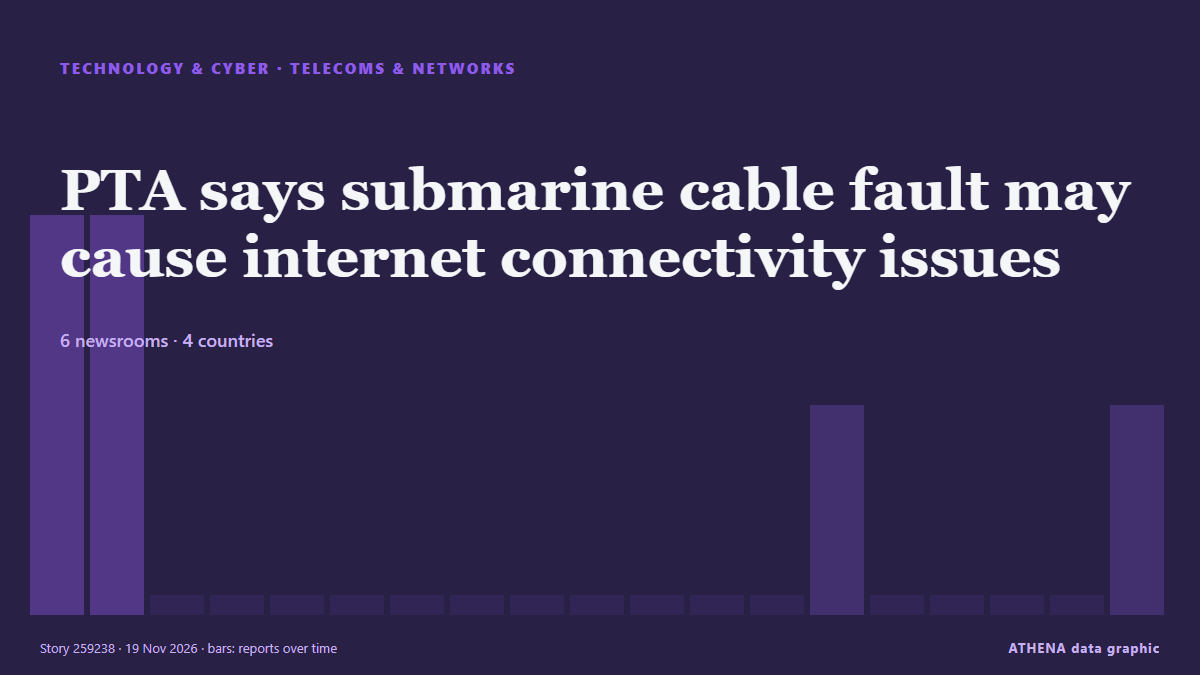 TECHNOLOGY & CYBER · TELECOMS & NETWORKS
PTA says submarine cable fault may
cause internet connectivity issues
6 newsrooms · 4 countries
Story 259238 · 19 Nov 2026 · bars: reports over time
ATHENA data graphic